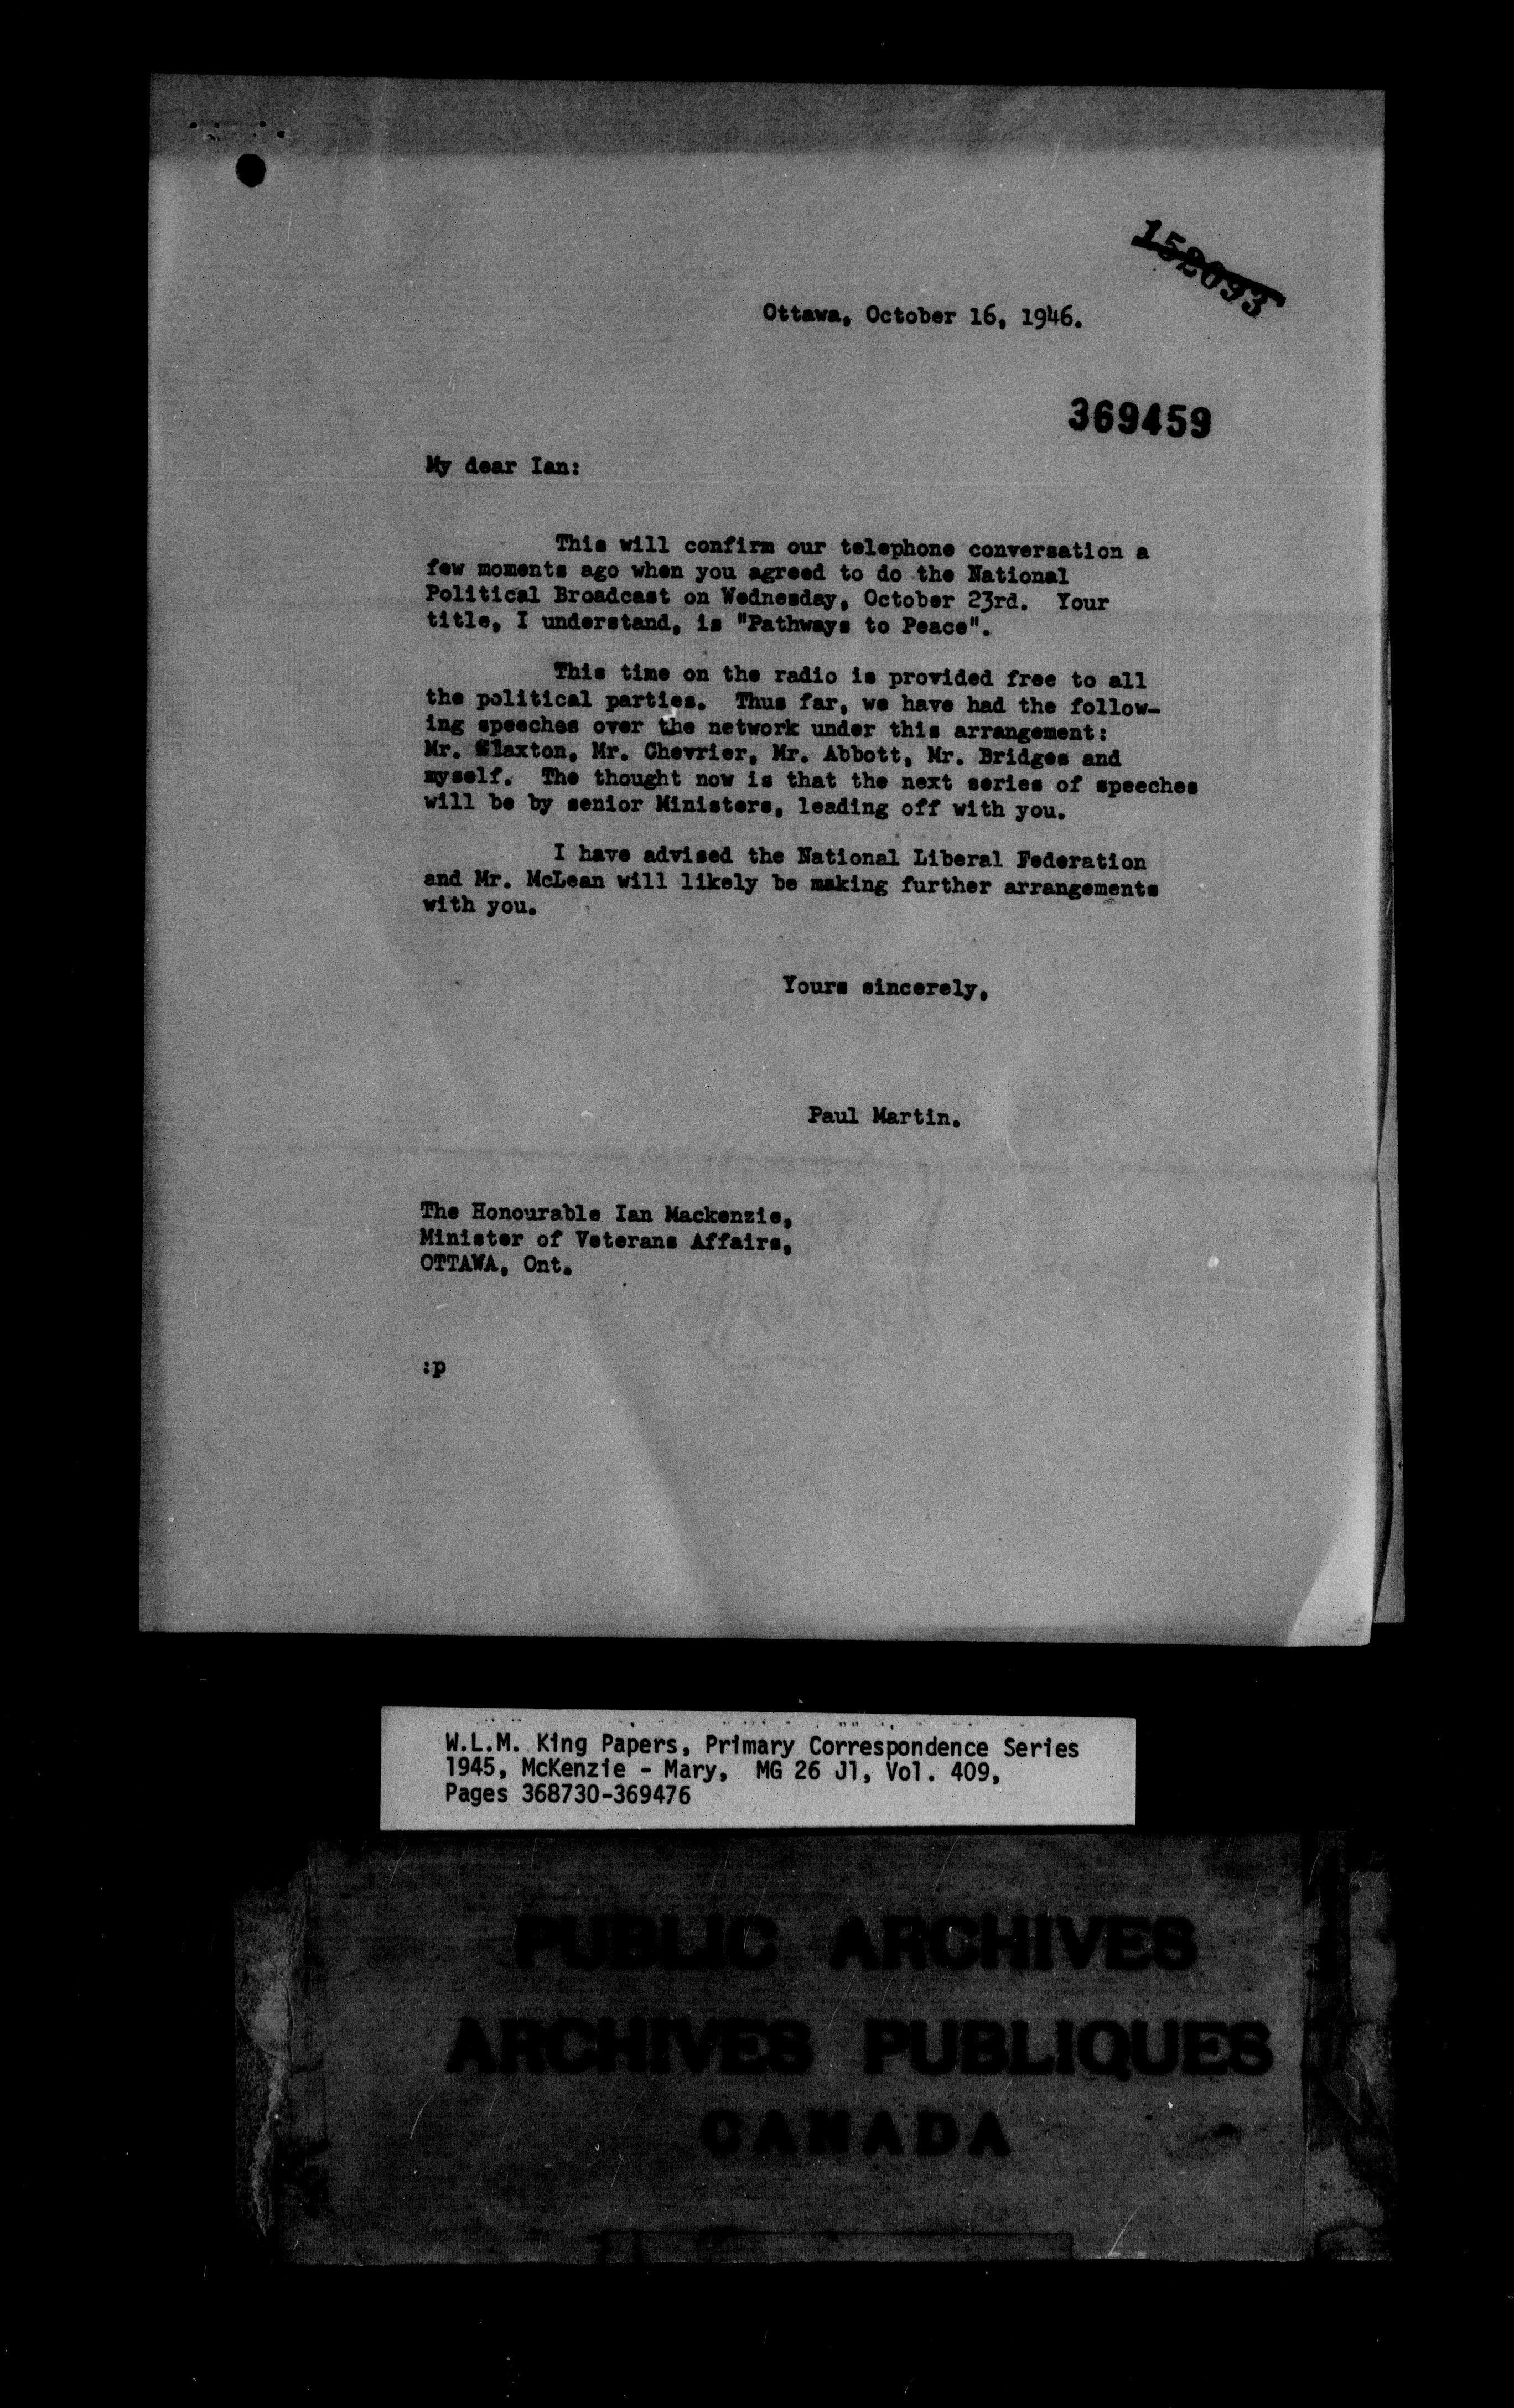 152093
Ottawa, October 16, 1946.
369459
My dear Ian:
This will confirm our telephone conversation a
few moments ago when you agreed to do the National
Political Broadcast on Wednesday, October 23rd. Your
title, I understand, is "Pathways to Peace".
This time on the radio is provided free to all
the political parties. Thus far, we have had the follow-
ing speeches over the network under this arrangement:
Mr. Claxton, Mr. Chevrier, Mr. Abbott, Mr. Bridges and
myself. The thought now is that the next series of speeches
will be by senior Ministers, leading off with you.
I have advised the National Liberal Federation
and Mr. McLean will likely be making further arrangements
with you.
Yours sincerely,
Paul Martin.
The Honourable Ian Mackenzie,
Minister of Veterans Affairs,
OTTAWA, Ont.
:p
W.L.M. King Papers, Primary Correspondence Series
1945, McKenzie - Mary, MG 26 J1, Vol. 409,
Pages 368730-369476
PUBLIC ARCHIVES
ARCHIVES PUBLIQUES
CANADA